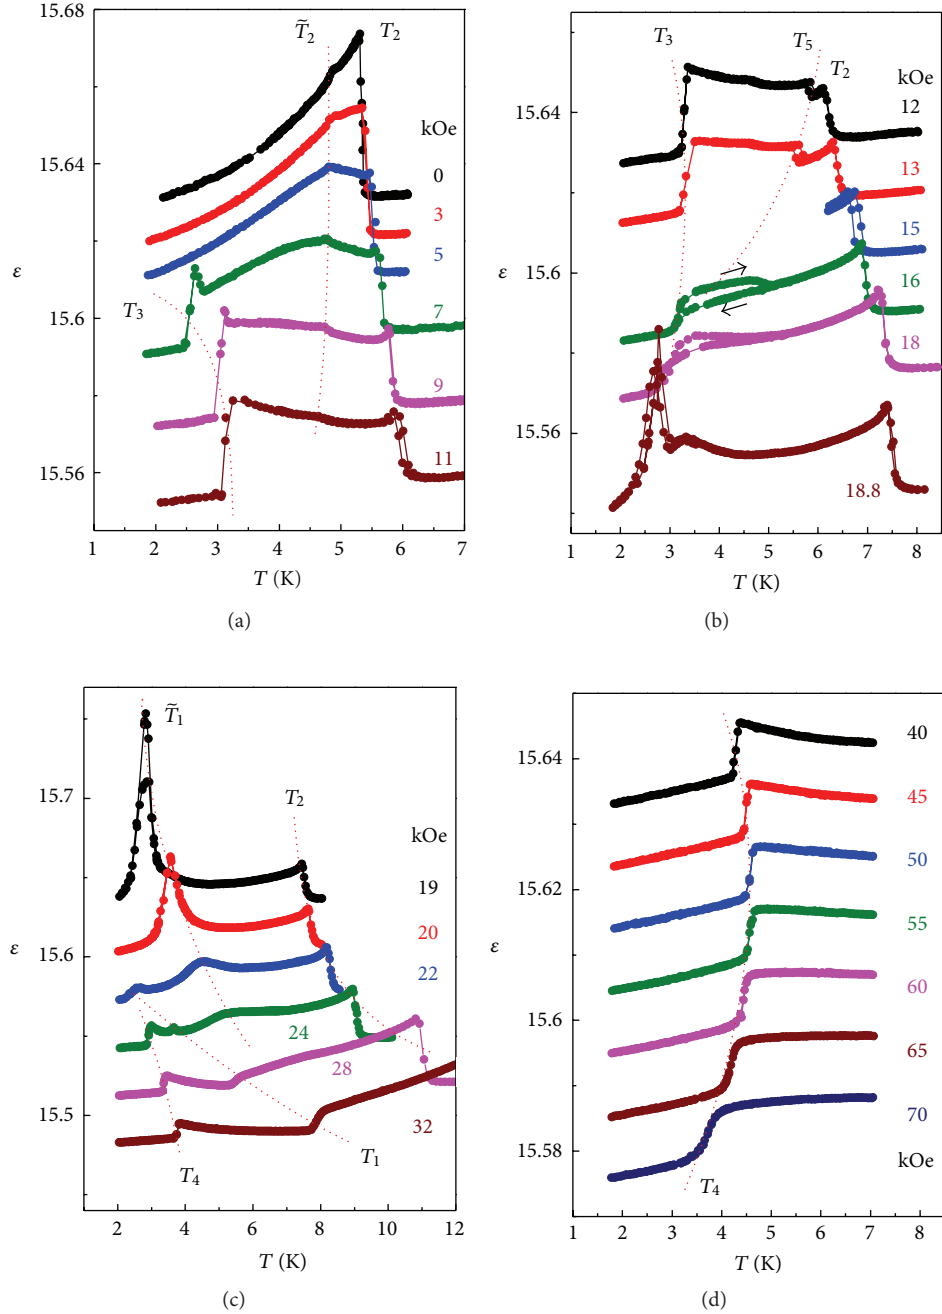 15.68
15.64
15.6
15.56
ε
T̃₂
T₂
kOe
0
3
5
7
9
11
T₃
1 2 3 4 5 6 7
T (K)
(a)
15.64
15.6
15.56
ε
T₃
T₅
T₂
kOe
12
13
15
16
18
18.8
1 2 3 4 5 6 7 8
T (K)
(b)
15.7
15.6
15.5
ε
T̃₁
T₂
kOe
19
20
22
24
28
32
T₄
T₁
2 4 6 8 10 12
T (K)
(c)
15.64
15.62
15.6
15.58
ε
40
45
50
55
60
65
70
kOe
T₄
1 2 3 4 5 6 7 8
T (K)
(d)